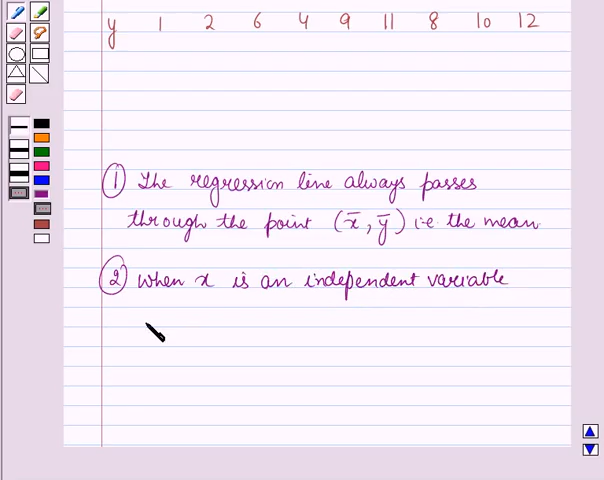 y 1 2 6 4 9 11 8 10 12
① The regression line always passes
through the point (x̄, ȳ) i.e. the mean
② When x is an independent variable